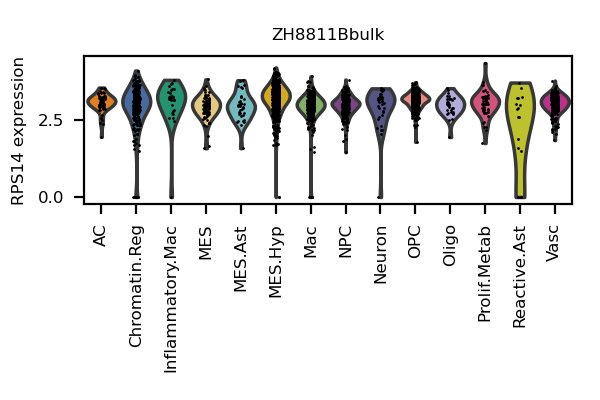 ZH8811Bbulk
RPS14 expression
2.5
0.0
AC
Chromatin.Reg
Inflammatory.Mac
MES
MES.Ast
MES.Hyp
Mac
NPC
Neuron
OPC
Oligo
Prolif.Metab
Reactive.Ast
Vasc